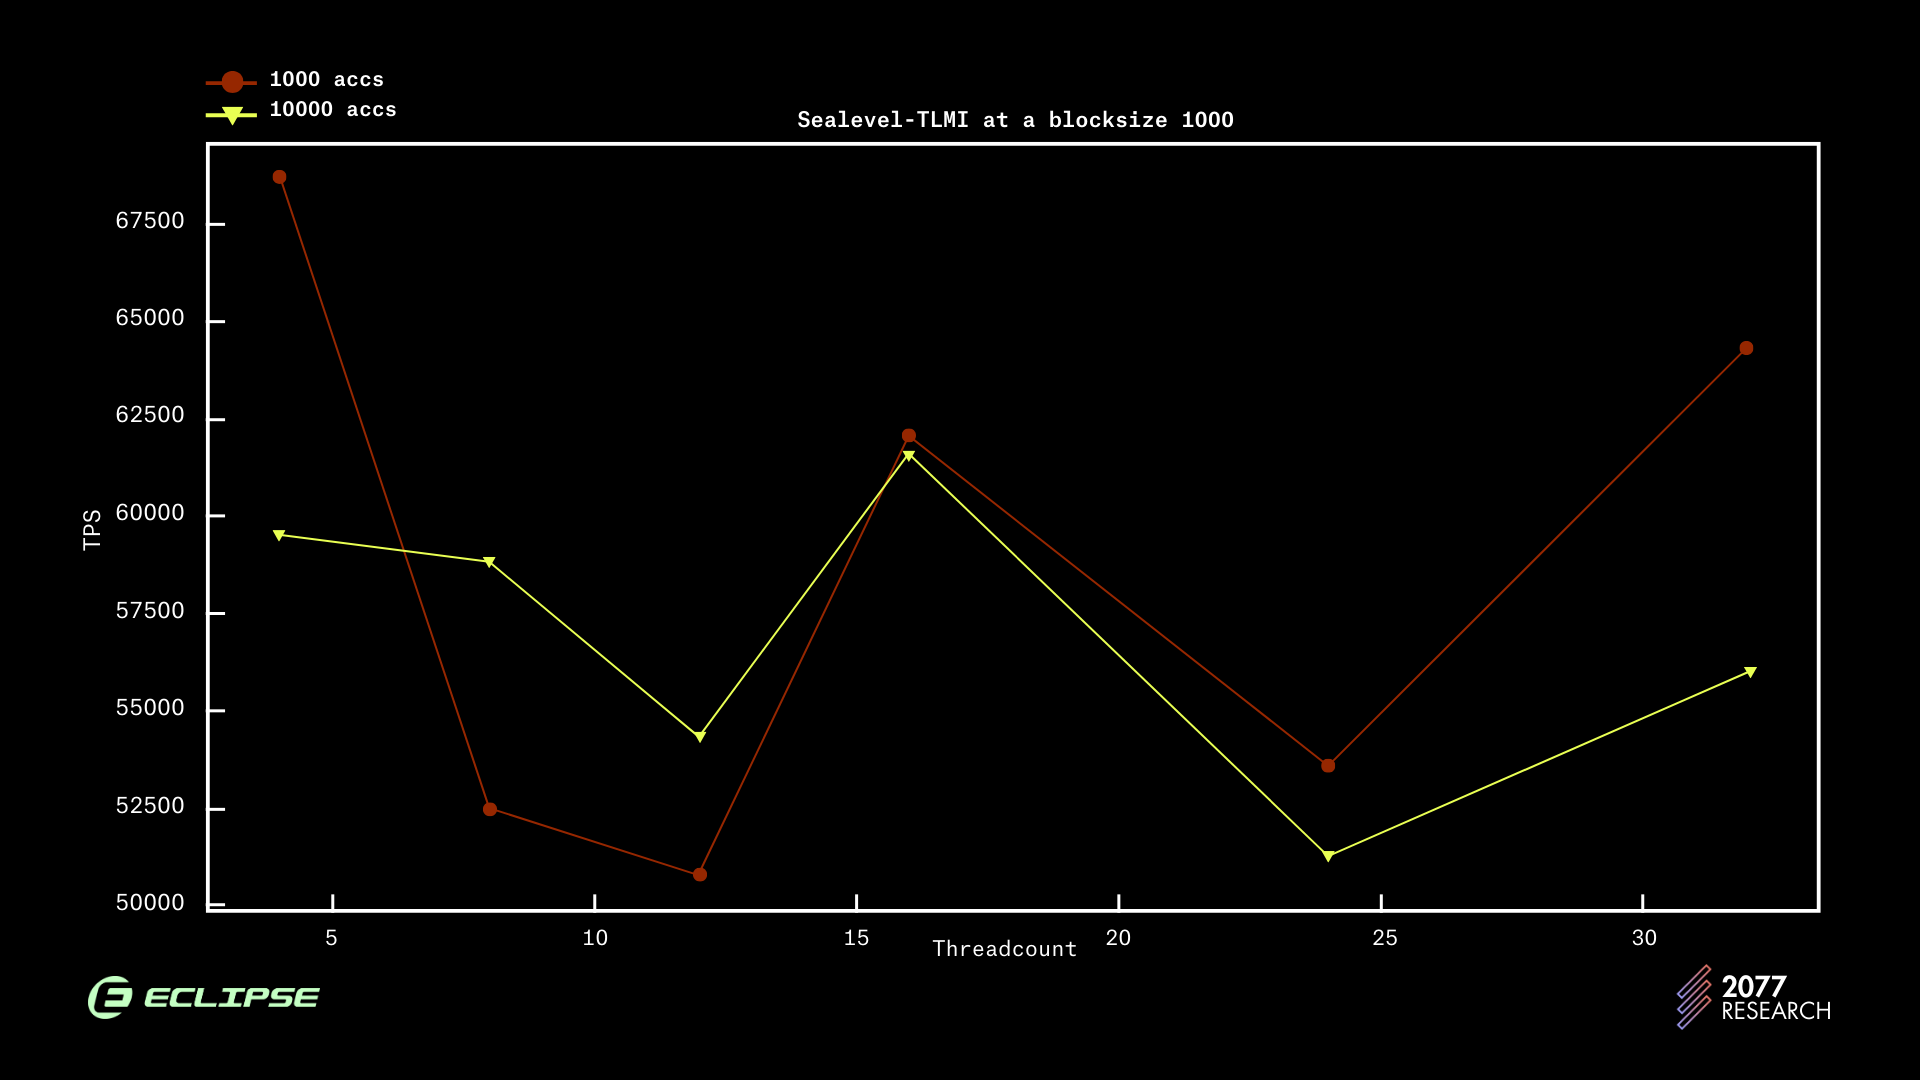 1000 accs
10000 accs
Sealevel-TLMI at a blocksize 1000
67500
65000
62500
60000
57500
55000
52500
50000
TPS
5
10
15
20
25
30
Threadcount
ECLIPSE
2077
RESEARCH